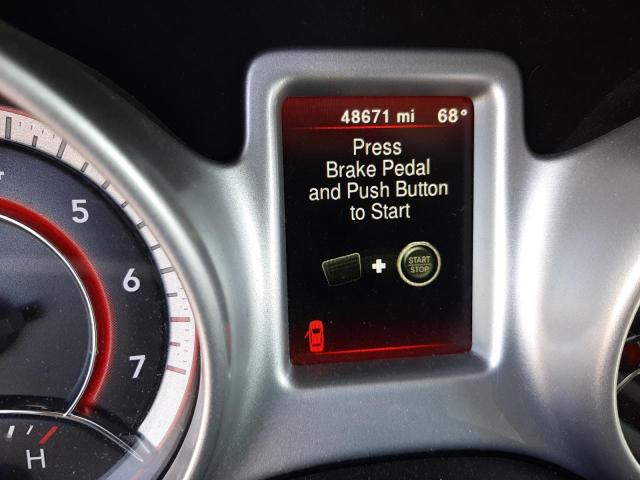 48671 mi 68°
Press
Brake Pedal
and Push Button
to Start
START
STOP
5
6
7
H